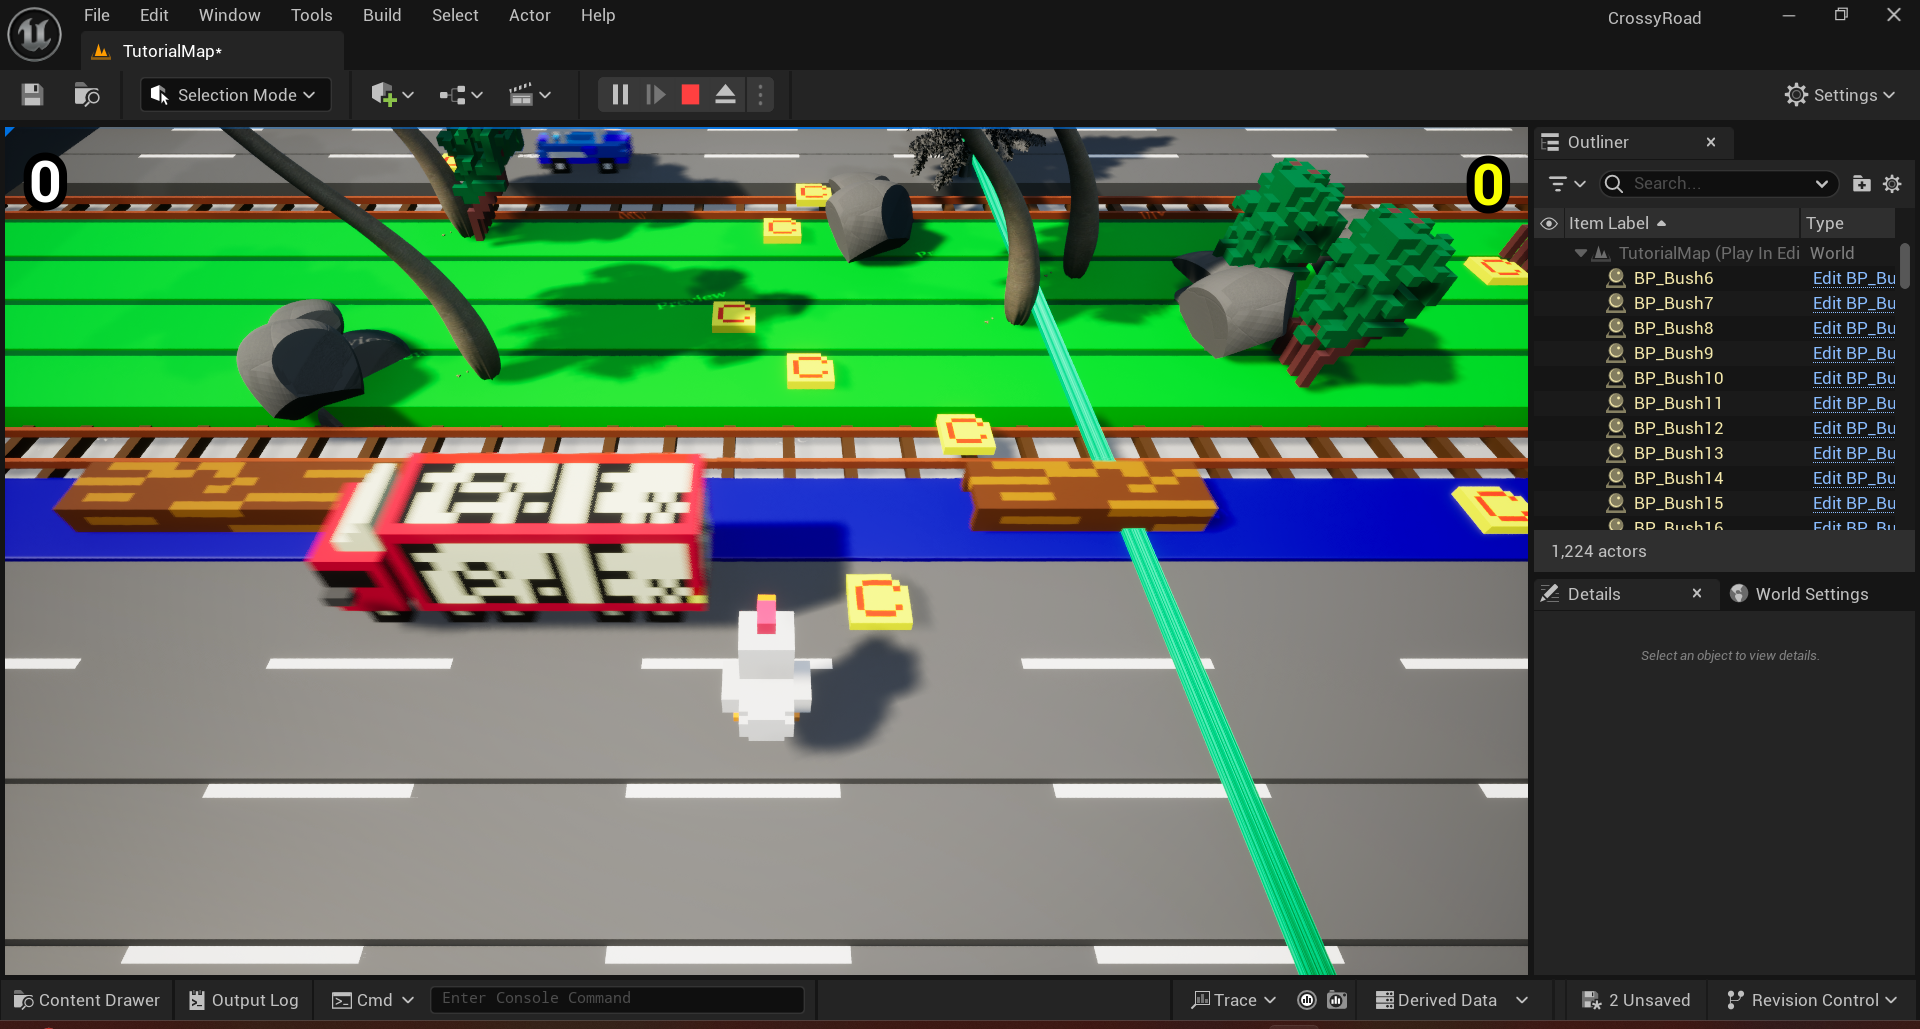 File Edit Window Tools Build Select Actor Help
CrossyRoad
TutorialMap*
Selection Mode
Settings
0
0
Preview
Outliner
Search...
Item Label
Type
TutorialMap (Play In Edi
World
BP_Bush6 Edit BP_Bu
BP_Bush7 Edit BP_Bu
BP_Bush8 Edit BP_Bu
BP_Bush9 Edit BP_Bu
BP_Bush10 Edit BP_Bu
BP_Bush11 Edit BP_Bu
BP_Bush12 Edit BP_Bu
BP_Bush13 Edit BP_Bu
BP_Bush14 Edit BP_Bu
BP_Bush15 Edit BP_Bu
BP_Bush16 Edit BP_Bu
1,224 actors
Details
World Settings
Select an object to view details.
Content Drawer
Output Log
Cmd
Enter Console Command
Trace
Derived Data
2 Unsaved
Revision Control